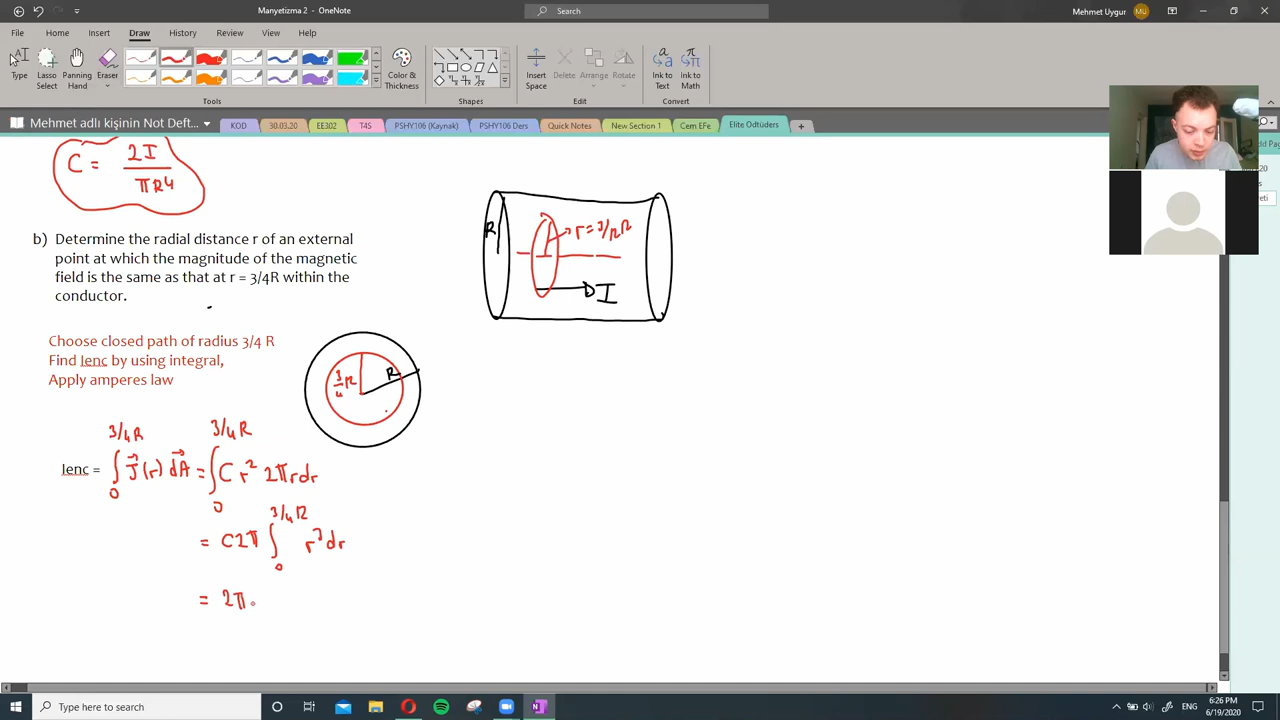 Manyetizma 2 - OneNote
Search
Mehmet Uygur MU
File Home Insert Draw History Review View Help
Type
Lasso Select
Panning Hand
Eraser
Color & Thickness
Insert Space
Delete
Arrange
Rotate
Ink to Text
Ink to Math
Tools
Shapes
Edit
Convert
Mehmet adlı kişinin Not Deft...
KOD 30.03.20 EE302 T4S PSHY106 (Kaynak) PSHY106 Ders Quick Notes New Section 1 Cem EFe Elite Odtüders
C = 2I / πR⁴
b) Determine the radial distance r of an external
point at which the magnitude of the magnetic
field is the same as that at r = 3/4R within the
conductor.
R
r = 3/4 R
I
Choose closed path of radius 3/4 R
Find Ienc by using integral,
Apply amperes law
3/4 R
R
Ienc = ∫₀^{3/4 R} J⃗(r) dA⃗ = ∫₀^{3/4 R} C r² 2πr dr
= C2π ∫₀^{3/4 R} r³ dr
= 2π
Type here to search
ENG
6:26 PM
6/19/2020